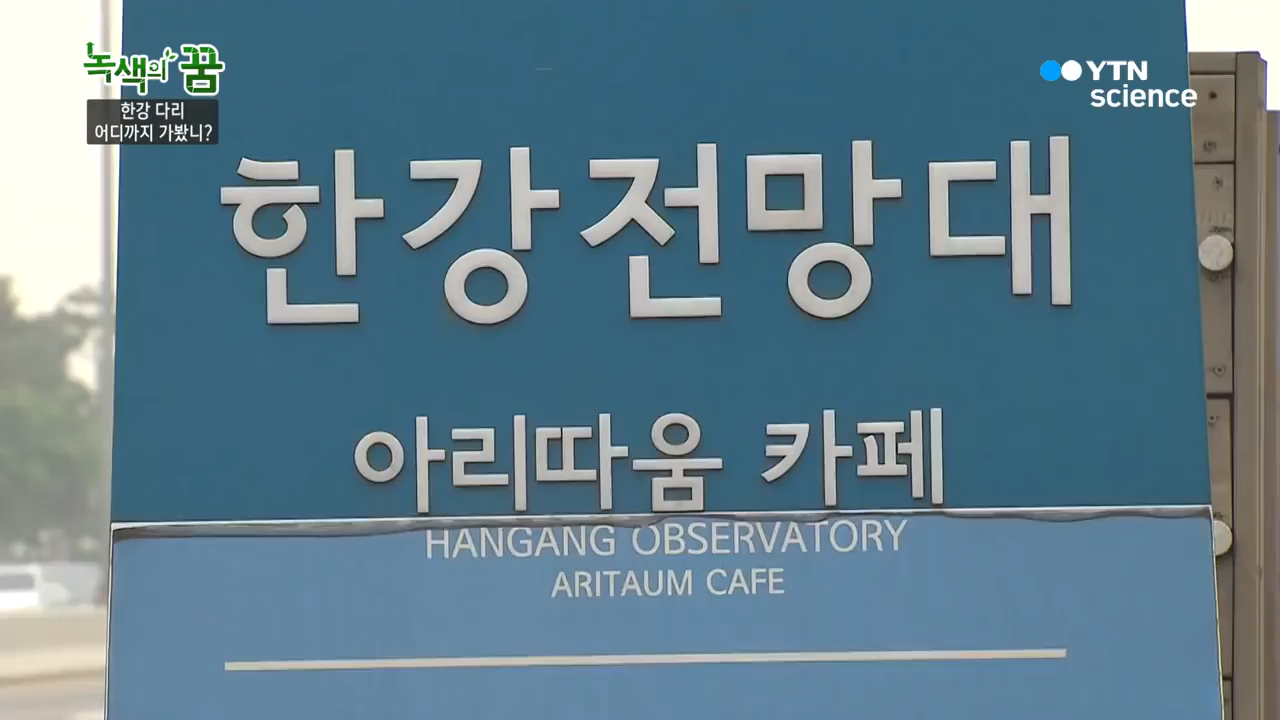 녹색의 꿈
한강 다리
어디까지 가봤니?
YTN
science
한강전망대
아리따움 카페
HANGANG OBSERVATORY
ARITAUM CAFE